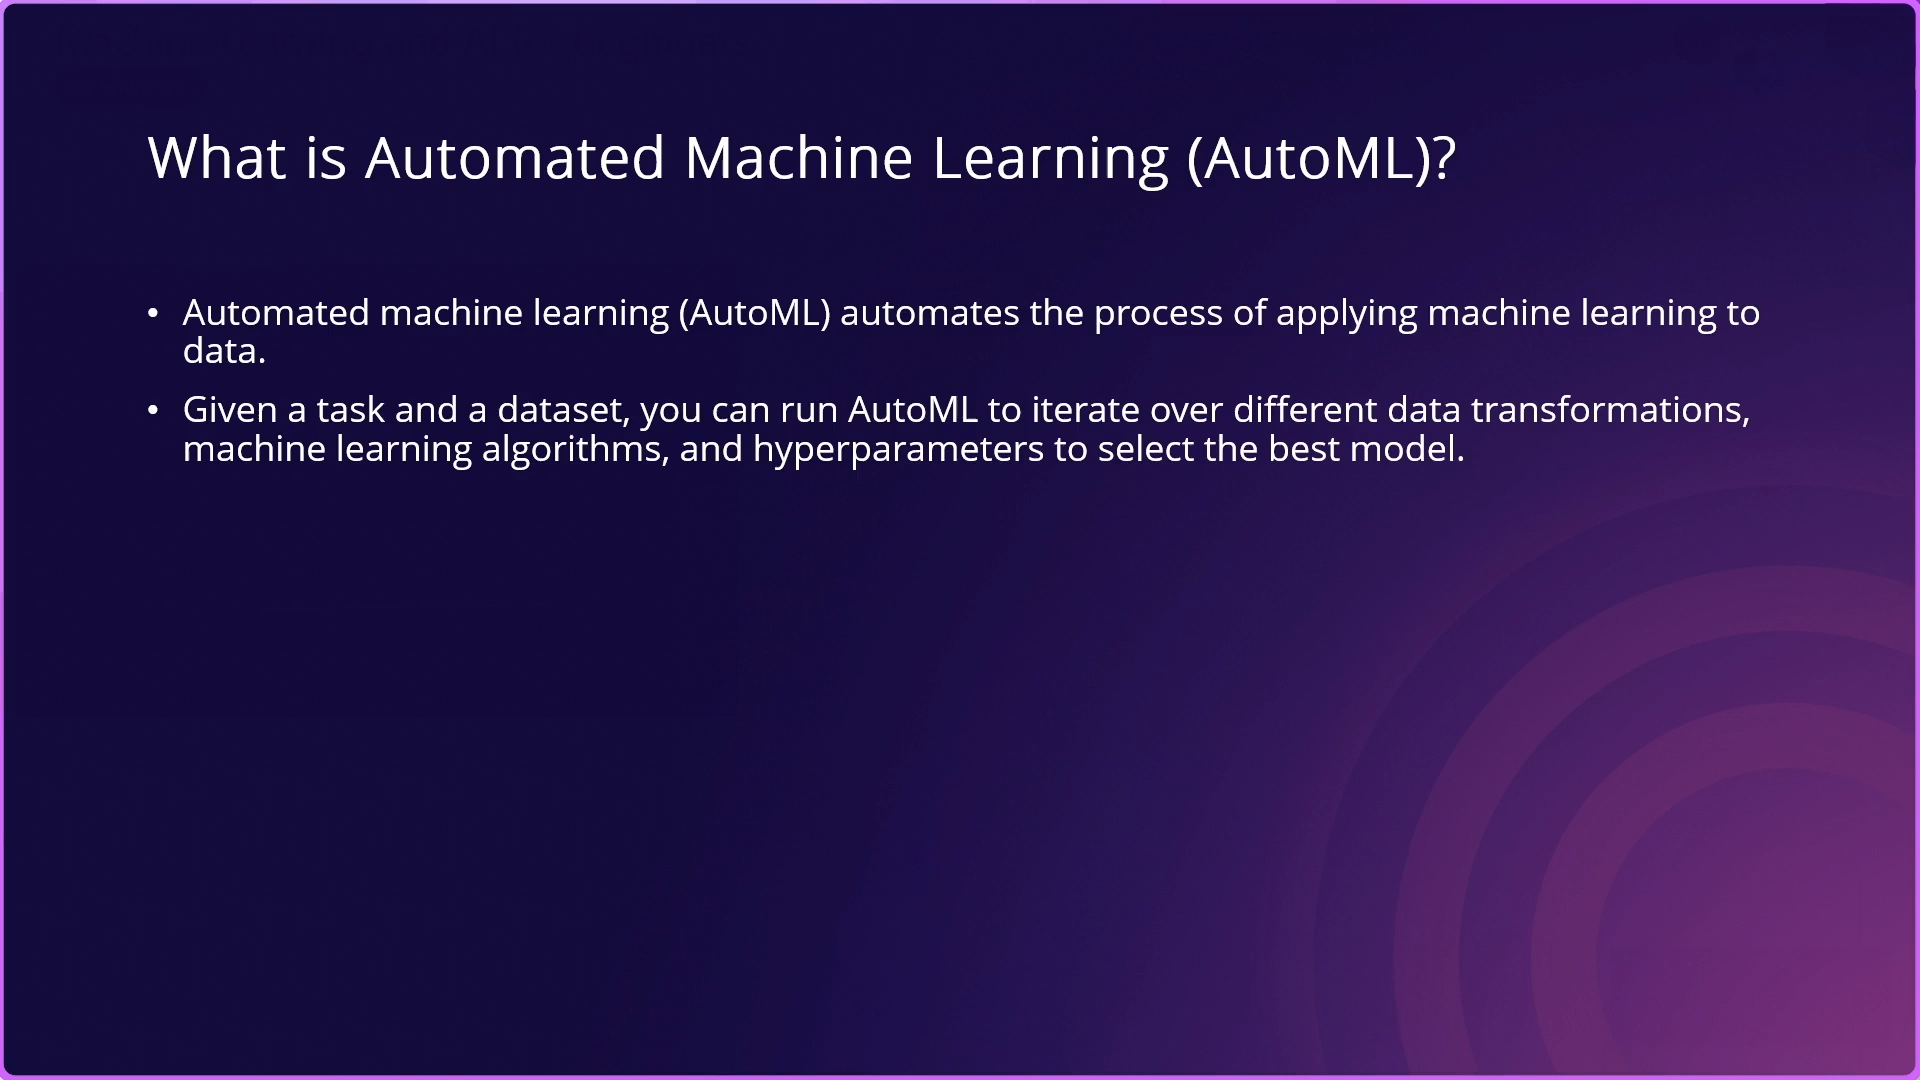 What is Automated Machine Learning (AutoML)?
• Automated machine learning (AutoML) automates the process of applying machine learning to
data.
• Given a task and a dataset, you can run AutoML to iterate over different data transformations,
machine learning algorithms, and hyperparameters to select the best model.